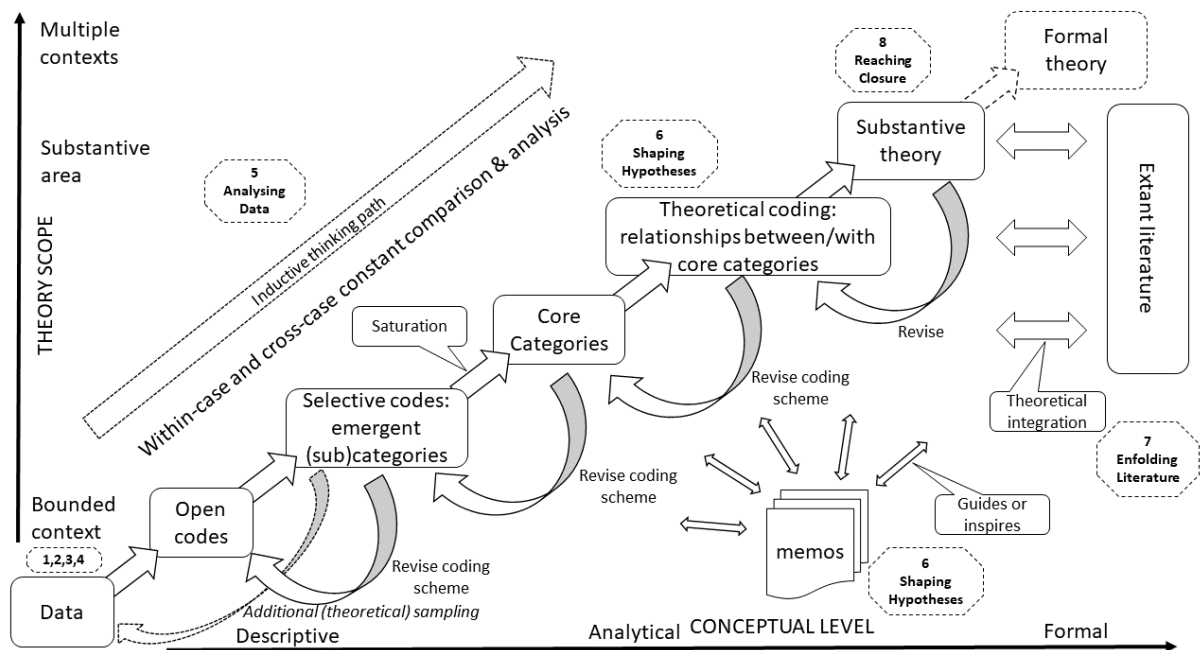 Multiple
contexts
8
Reaching
Closure
Formal
theory
Substantive
area
5
Analysing
Data
Inductive thinking path
Within-case and cross-case constant comparison & analysis
6
Shaping
Hypotheses
Substantive
theory
THEORY SCOPE
Theoretical coding:
relationships between/with
core categories
Extant literature
Saturation
Core
Categories
Revise
Selective codes:
emergent
(sub)categories
Revise coding
scheme
Theoretical
integration
7
Enfolding
Literature
Bounded
context
1,2,3,4
Open
codes
Revise coding
scheme
Guides or
inspires
memos
6
Shaping
Hypotheses
Data
Revise coding
scheme
Additional (theoretical) sampling
Descriptive
Analytical
CONCEPTUAL LEVEL
Formal